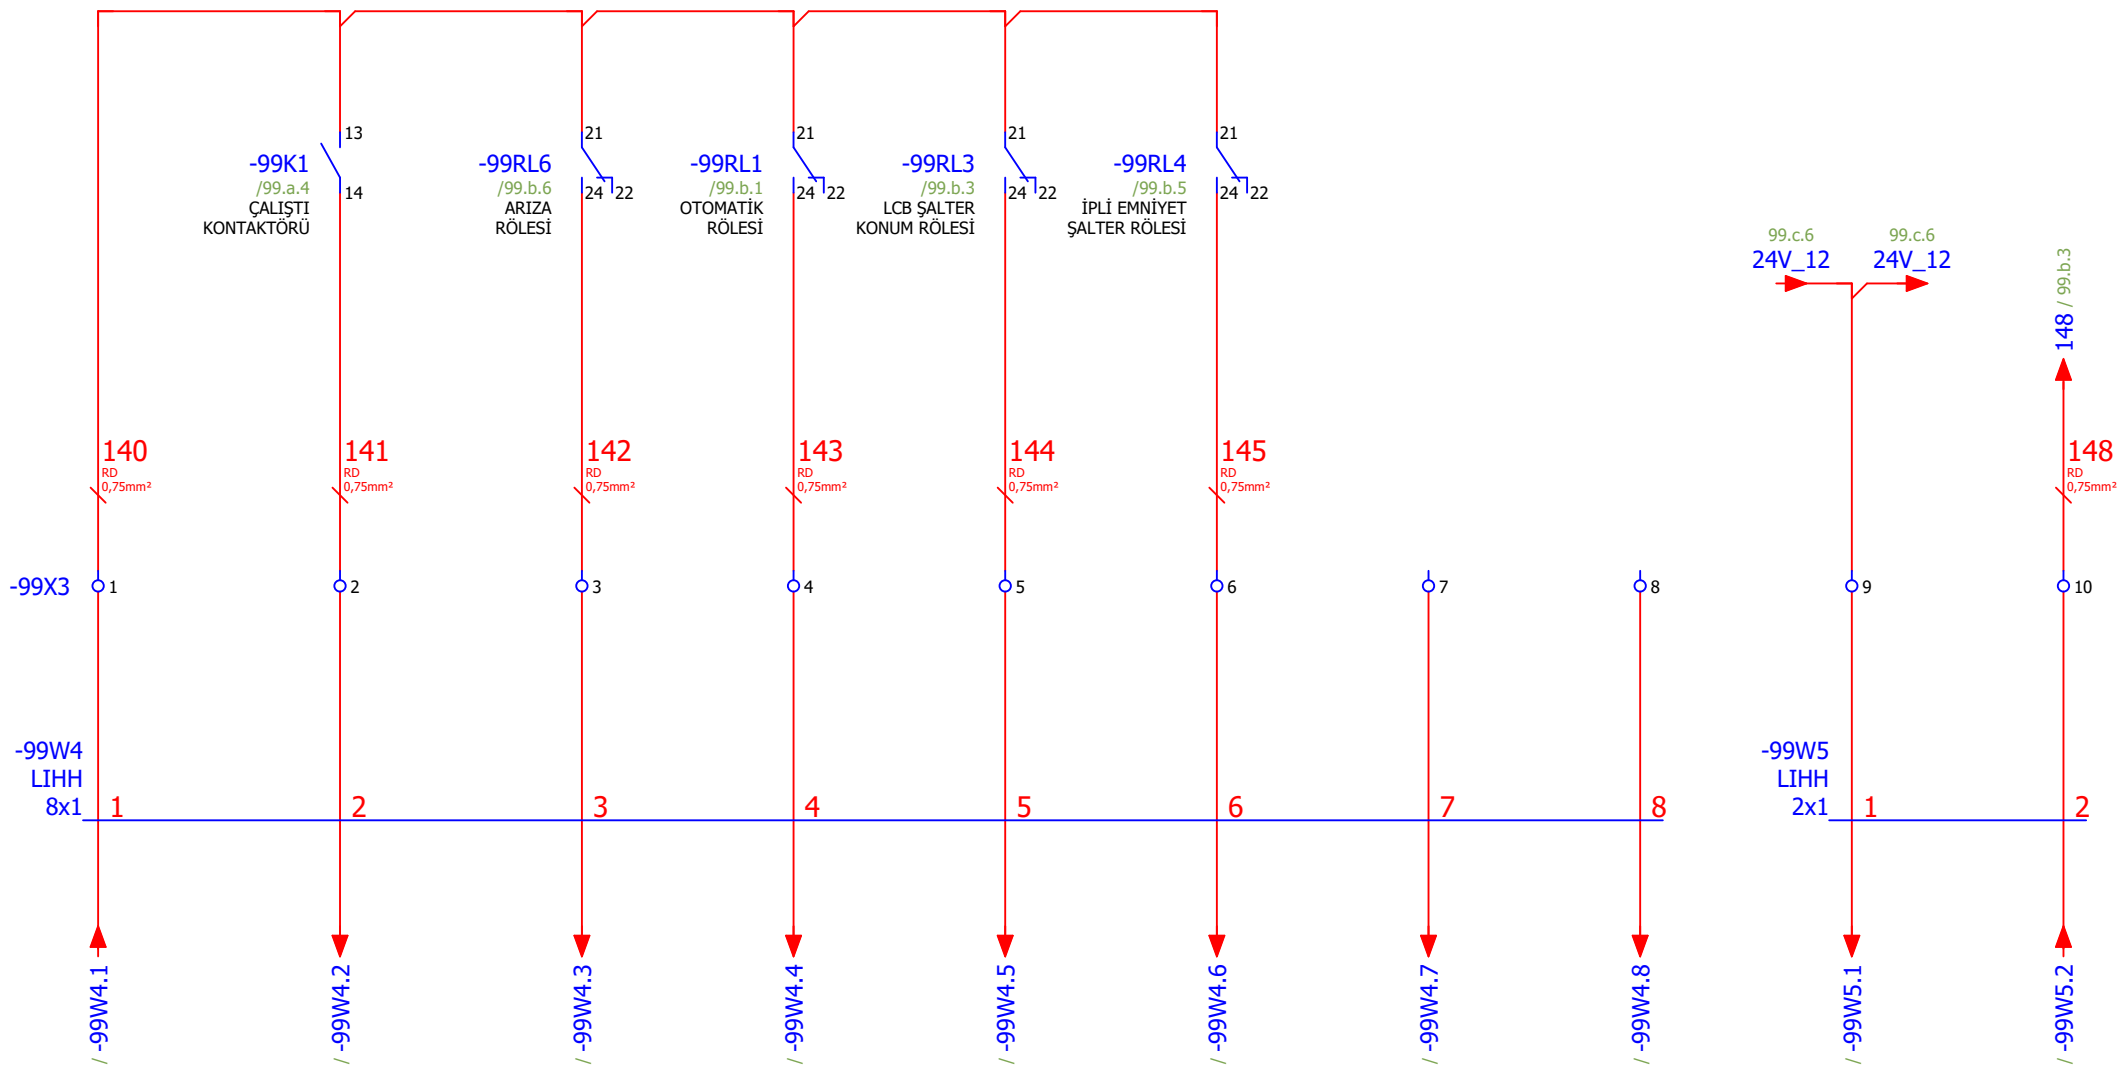 13
-99K1
/99.a.4
14
ÇALIŞTI
KONTAKTÖRÜ
21
-99RL6
/99.b.6
24 22
ARIZA
RÖLESİ
21
-99RL1
/99.b.1
24 22
OTOMATİK
RÖLESİ
21
-99RL3
/99.b.3
24 22
LCB ŞALTER
KONUM RÖLESİ
21
-99RL4
/99.b.5
24 22
İPLİ EMNİYET
ŞALTER RÖLESİ
99.c.6
24V_12
99.c.6
24V_12
148 / 99.b.3
140
RD
0,75mm²
141
RD
0,75mm²
142
RD
0,75mm²
143
RD
0,75mm²
144
RD
0,75mm²
145
RD
0,75mm²
148
RD
0,75mm²
-99X3
1 2 3 4 5 6 7 8 9 10
-99W4
LIHH
8x1
1 2 3 4 5 6 7 8
-99W5
LIHH
2x1
1 2
/ -99W4.1
/ -99W4.2
/ -99W4.3
/ -99W4.4
/ -99W4.5
/ -99W4.6
/ -99W4.7
/ -99W4.8
/ -99W5.1
/ -99W5.2